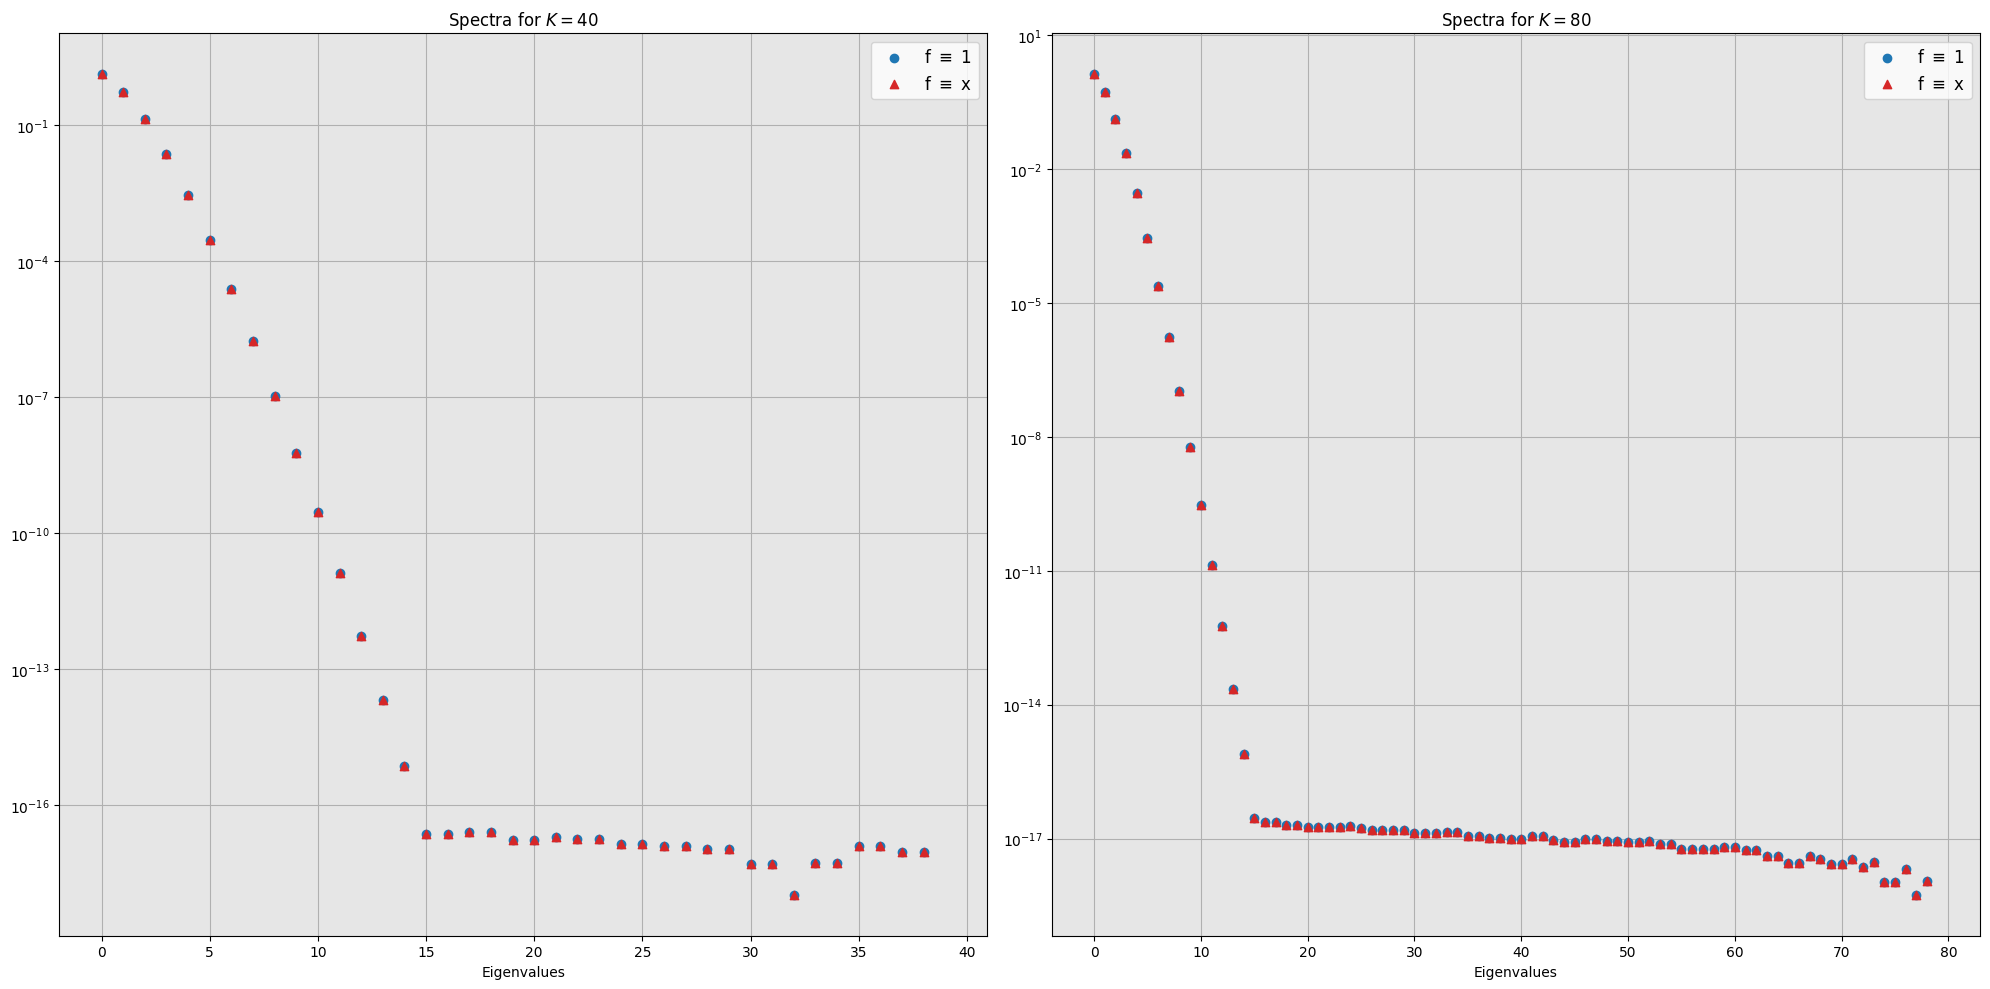 Spectra for $K = 40$
f ≡ 1
f ≡ x
10⁻¹
10⁻⁴
10⁻⁷
10⁻¹⁰
10⁻¹³
10⁻¹⁶
0 5 10 15 20 25 30 35 40
Eigenvalues
Spectra for $K = 80$
f ≡ 1
f ≡ x
10¹
10⁻²
10⁻⁵
10⁻⁸
10⁻¹¹
10⁻¹⁴
10⁻¹⁷
0 10 20 30 40 50 60 70 80
Eigenvalues